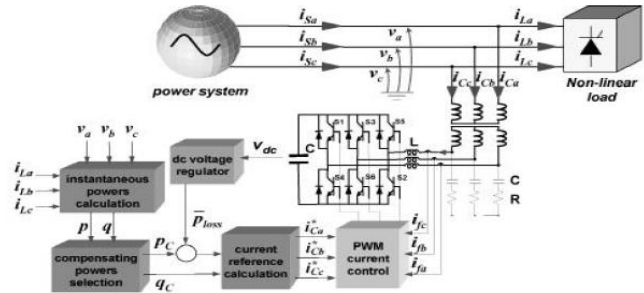 i_Sa
i_Sb
i_Sc
v_a
v_b
v_c
i_La
i_Lb
i_Lc
power system
Non-linear
load
i_Cc
i_Cb
i_Ca
v_a
v_b
v_c
i_La
i_Lb
i_Lc
instantaneous
powers
calculation
dc voltage
regulator
v_dc
C
S1
S3
S5
S4
S6
S2
L
C
R
p
q
p̄_loss
compensating
powers
selection
p_C
q_C
current
reference
calculation
i*_Ca
i*_Cb
i*_Cc
PWM
current
control
i_fc
i_fb
i_fa